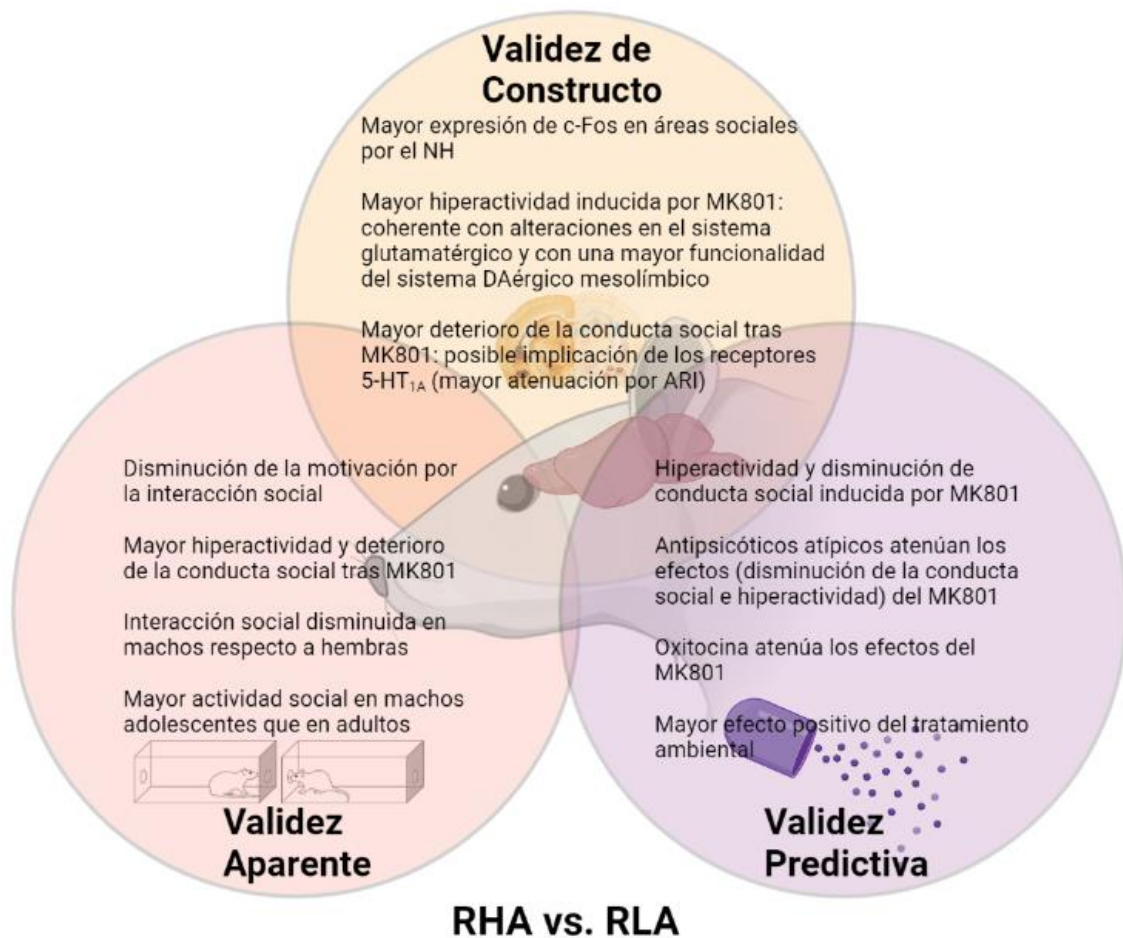 Validez de
Constructo
Mayor expresión de c-Fos en áreas sociales
por el NH
Mayor hiperactividad inducida por MK801:
coherente con alteraciones en el sistema
glutamatérgico y con una mayor funcionalidad
del sistema DAérgico mesolímbico
Mayor deterioro de la conducta social tras
MK801: posible implicación de los receptores
5-HT1A (mayor atenuación por ARI)
Disminución de la motivación por
la interacción social
Mayor hiperactividad y deterioro
de la conducta social tras MK801
Interacción social disminuida en
machos respecto a hembras
Mayor actividad social en machos
adolescentes que en adultos
Validez
Aparente
Hiperactividad y disminución de
conducta social inducida por MK801
Antipsicóticos atípicos atenúan los
efectos (disminución de la conducta
social e hiperactividad) del MK801
Oxitocina atenúa los efectos del
MK801
Mayor efecto positivo del tratamiento
ambiental
Validez
Predictiva
RHA vs. RLA